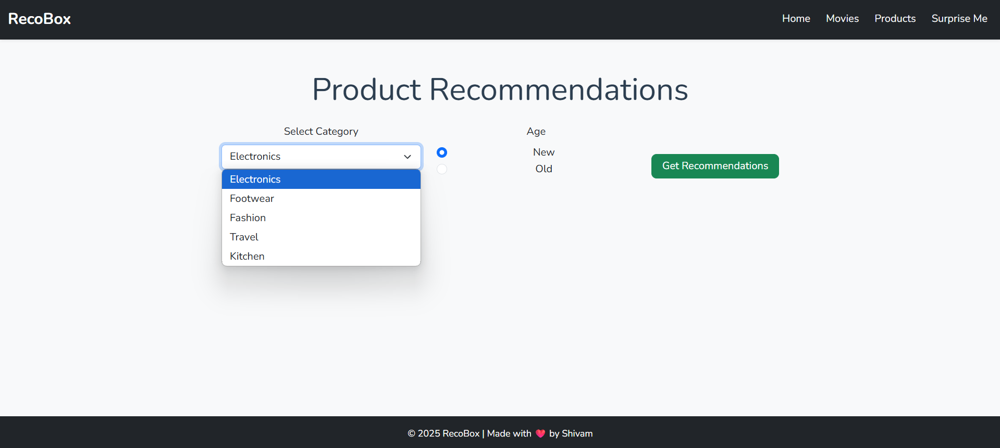 RecoBox
Home Movies Products Surprise Me
Product Recommendations
Select Category
Age
Electronics
New
Old
Get Recommendations
Electronics
Footwear
Fashion
Travel
Kitchen
© 2025 RecoBox | Made with 💖 by Shivam